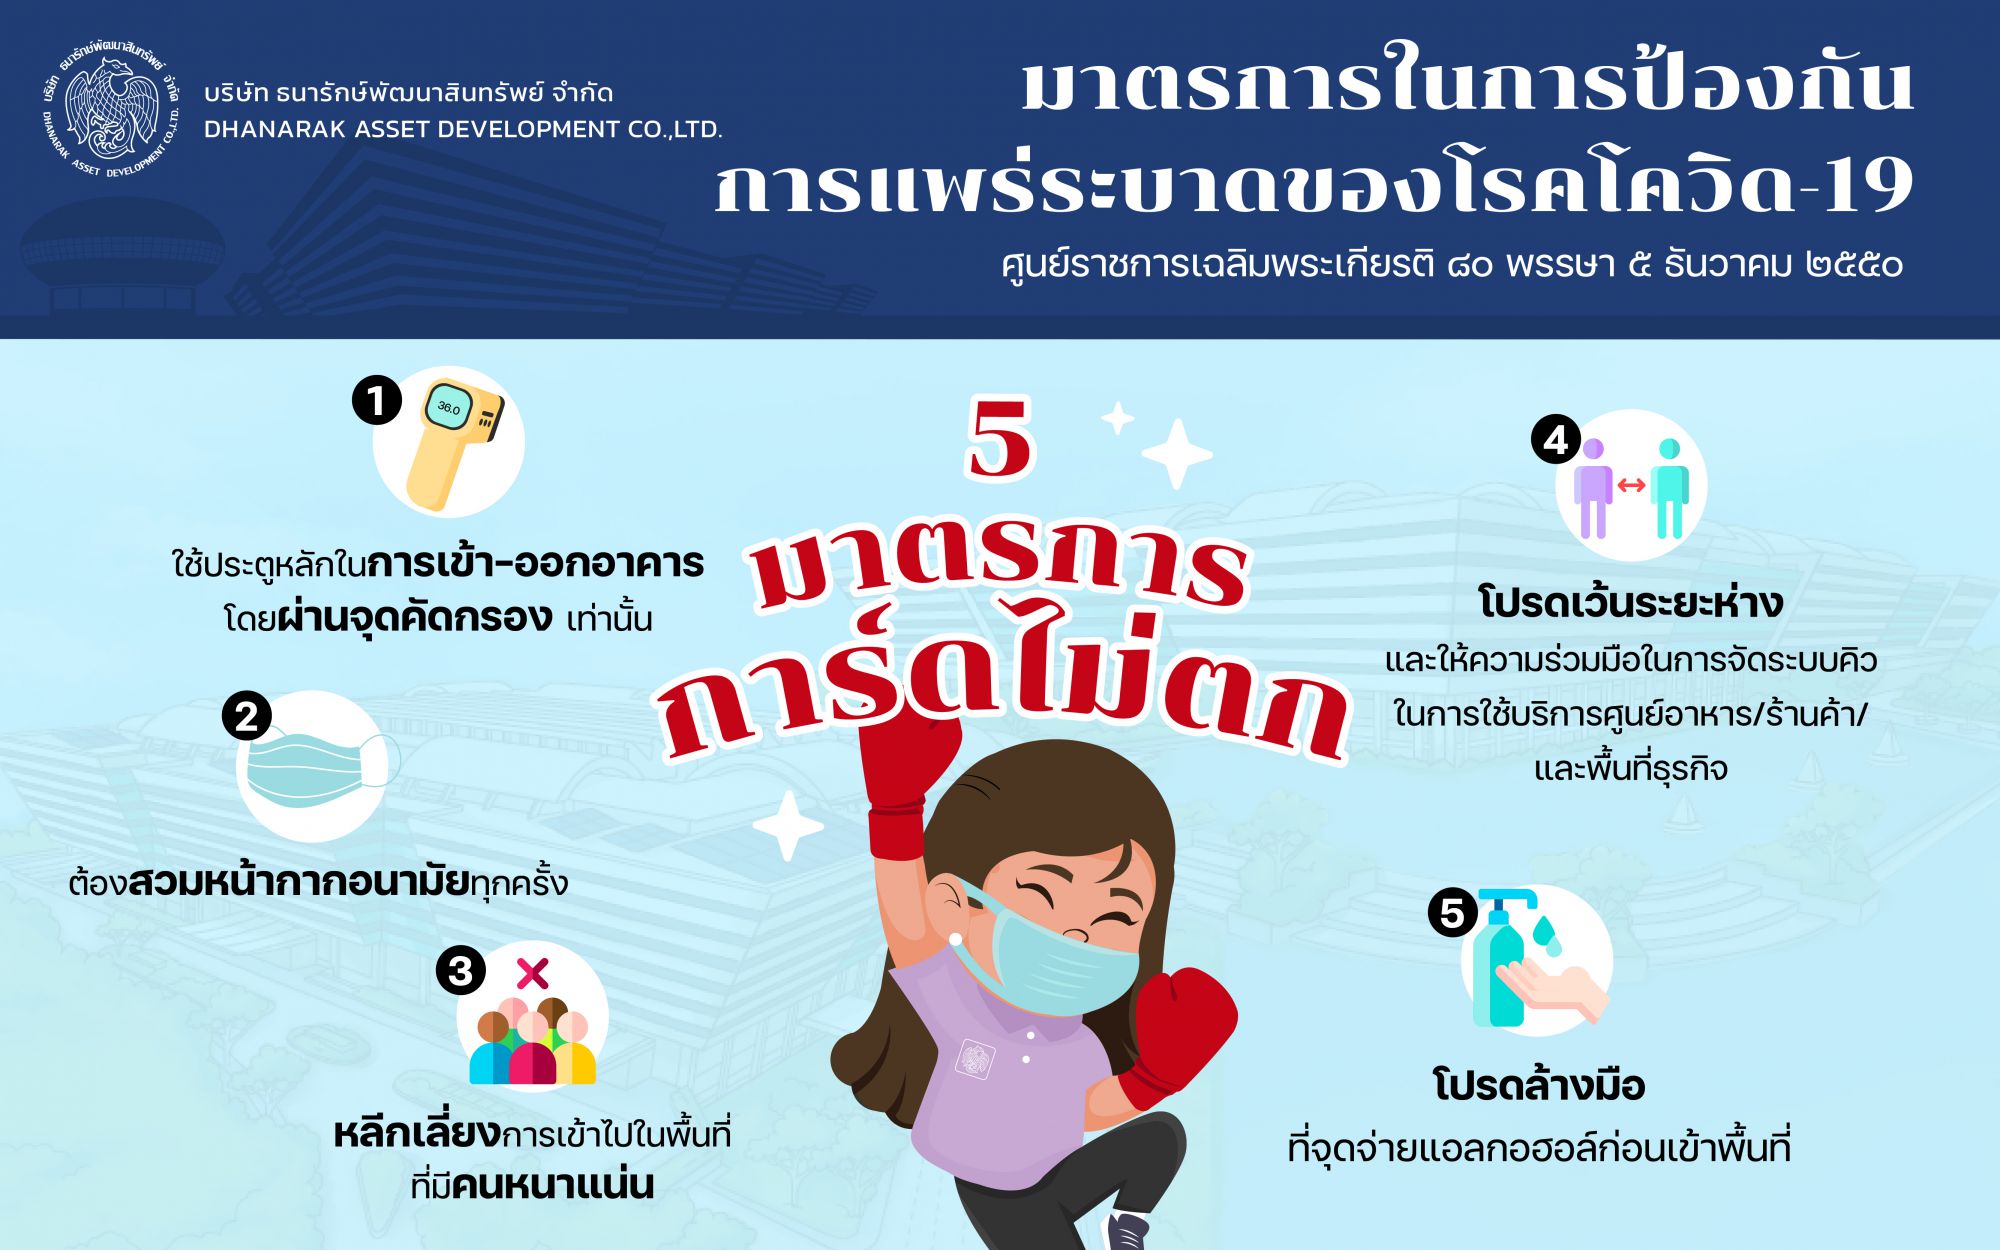 บริษัท ธนารักษ์พัฒนาสินทรัพย์ จำกัด
DHANARAK ASSET DEVELOPMENT CO.,LTD.
บริษัท ธนารักษ์พัฒนาสินทรัพย์ จำกัด
DHANARAK ASSET DEVELOPMENT CO.,LTD.
มาตรการในการป้องกัน
การแพร่ระบาดของโรคโควิด-19
ศูนย์ราชการเฉลิมพระเกียรติ ๘๐ พรรษา ๕ ธันวาคม ๒๕๕๐
5
มาตรการ
การ์ดไม่ตก
1
36.0
ใช้ประตูหลักในการเข้า-ออกอาคาร
โดยผ่านจุดคัดกรอง เท่านั้น
2
ต้องสวมหน้ากากอนามัยทุกครั้ง
3
หลีกเลี่ยงการเข้าไปในพื้นที่
ที่มีคนหนาแน่น
4
โปรดเว้นระยะห่าง
และให้ความร่วมมือในการจัดระบบคิว
ในการใช้บริการศูนย์อาหาร/ร้านค้า/
และพื้นที่ธุรกิจ
5
โปรดล้างมือ
ที่จุดจ่ายแอลกอฮอล์ก่อนเข้าพื้นที่